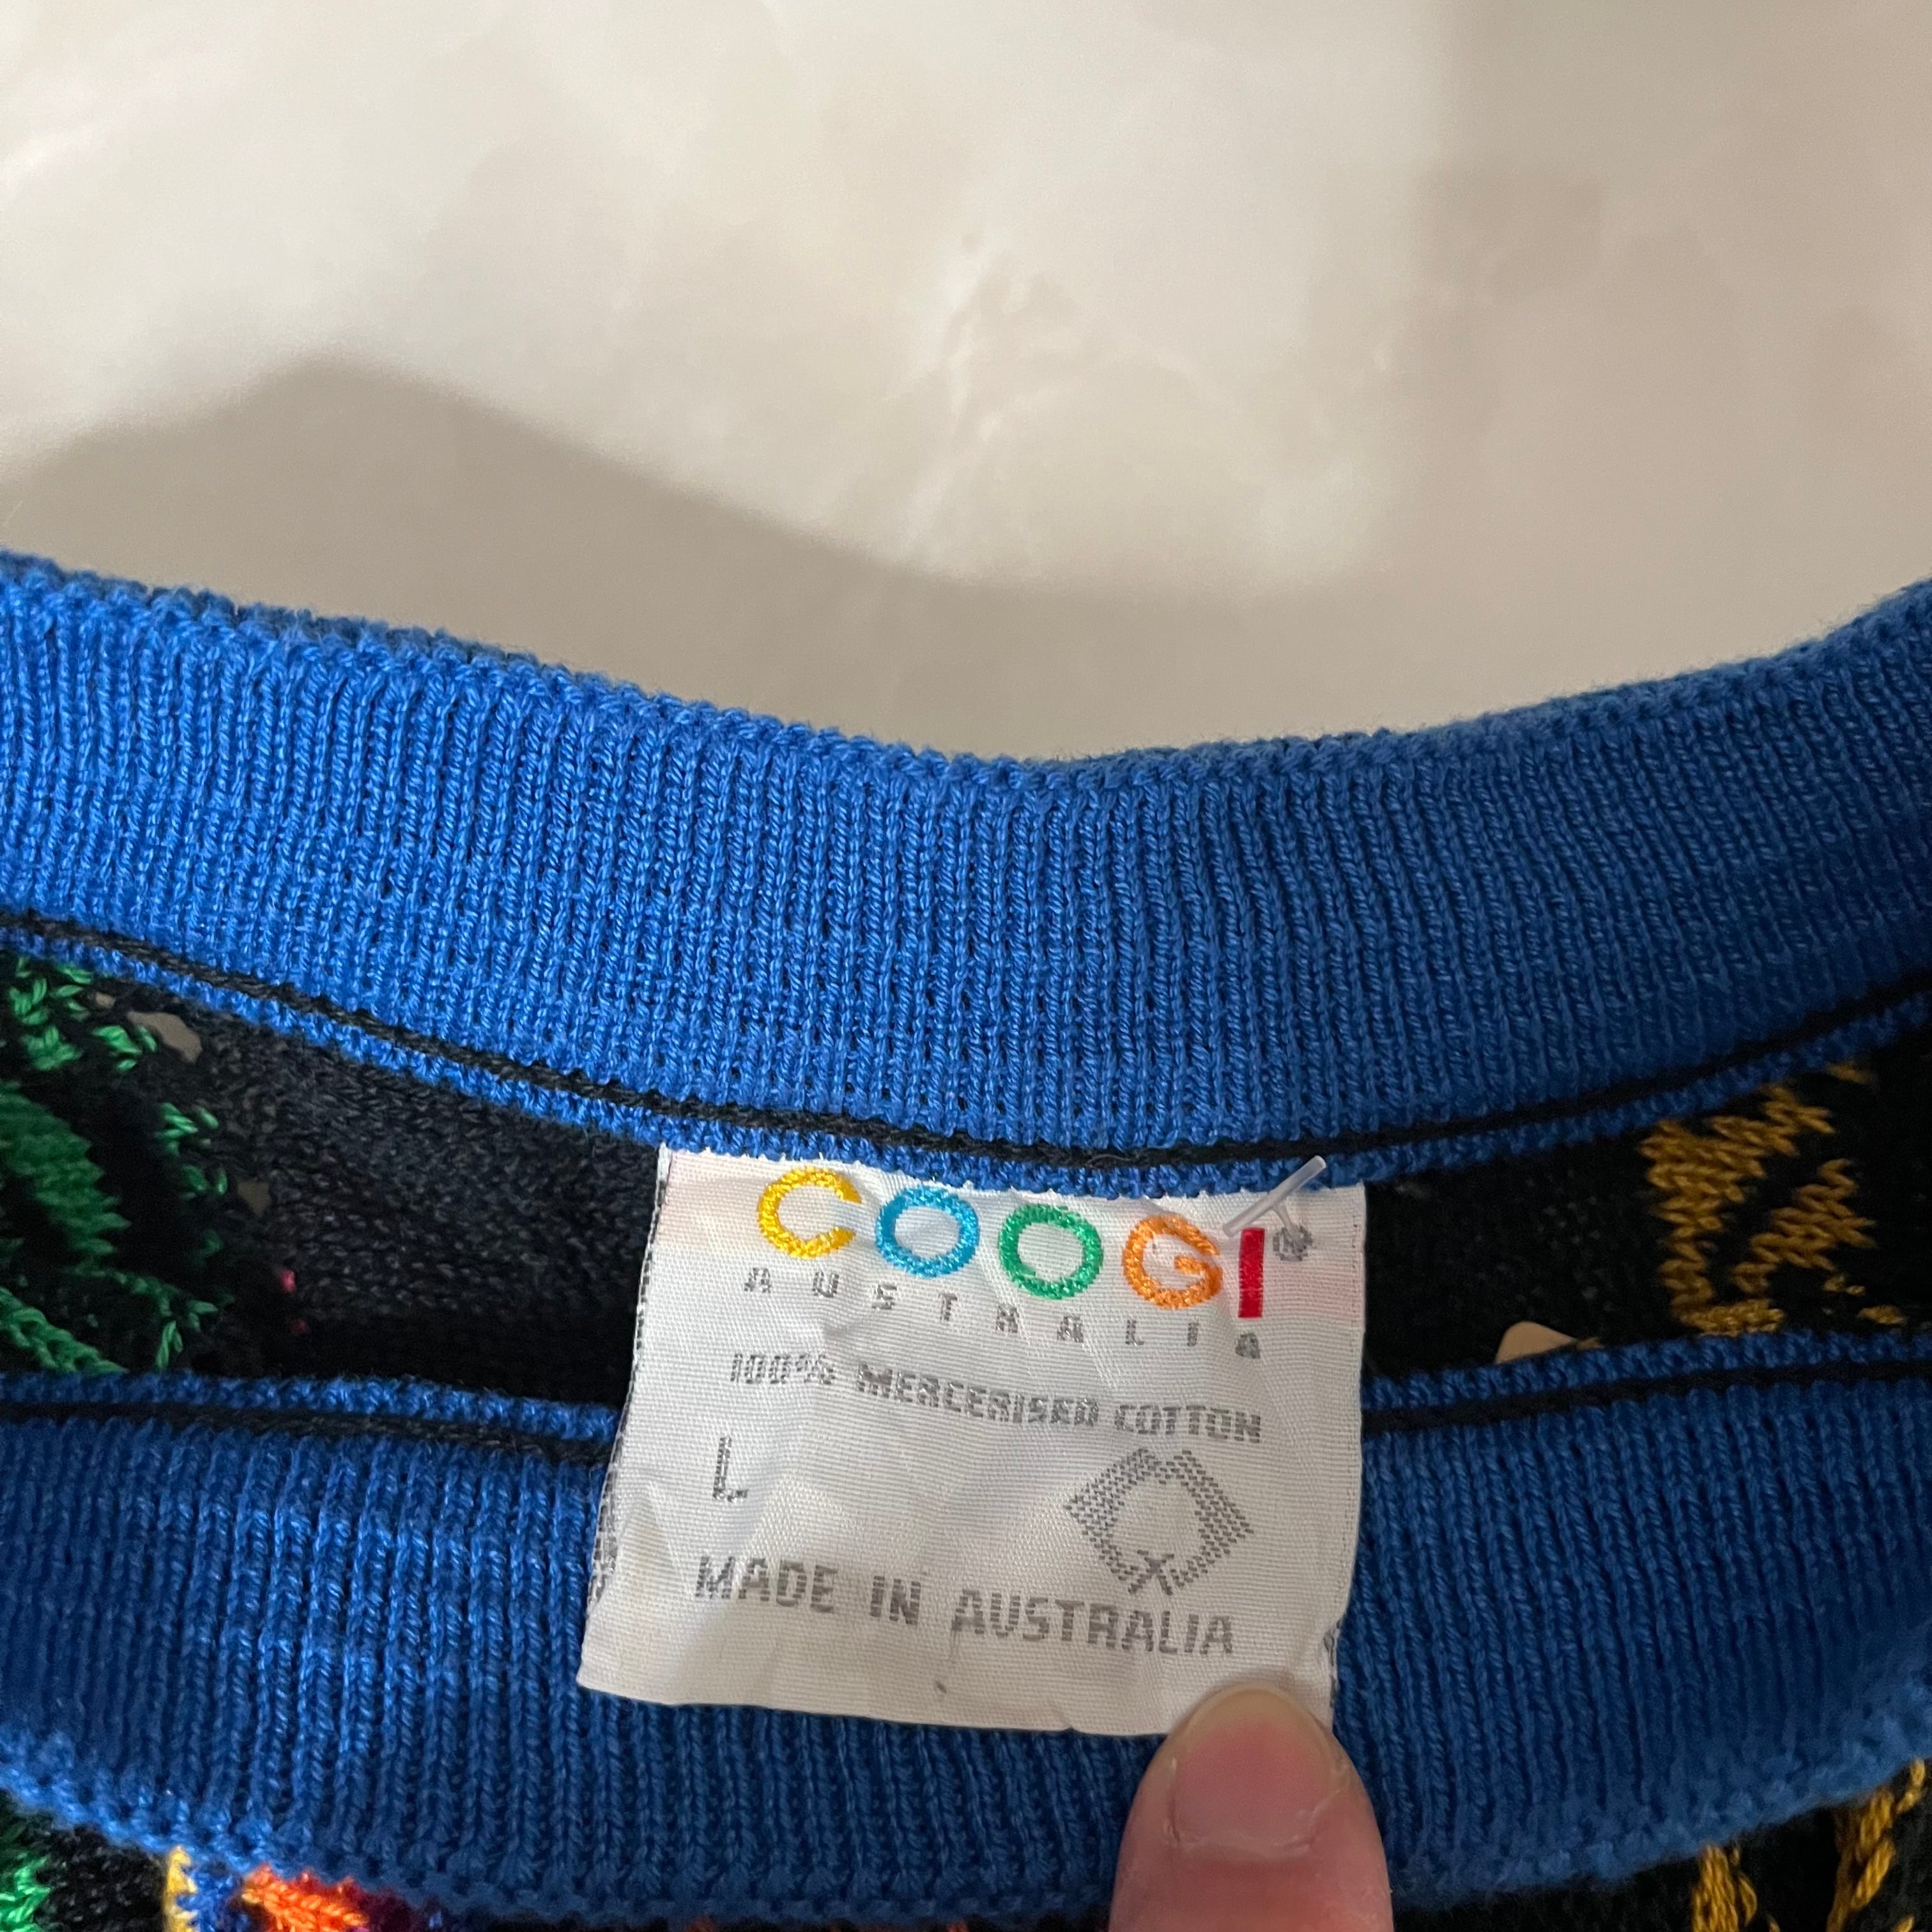 COOGI®
AUSTRALIA
100% MERCERISED COTTON
L
MADE IN AUSTRALIA